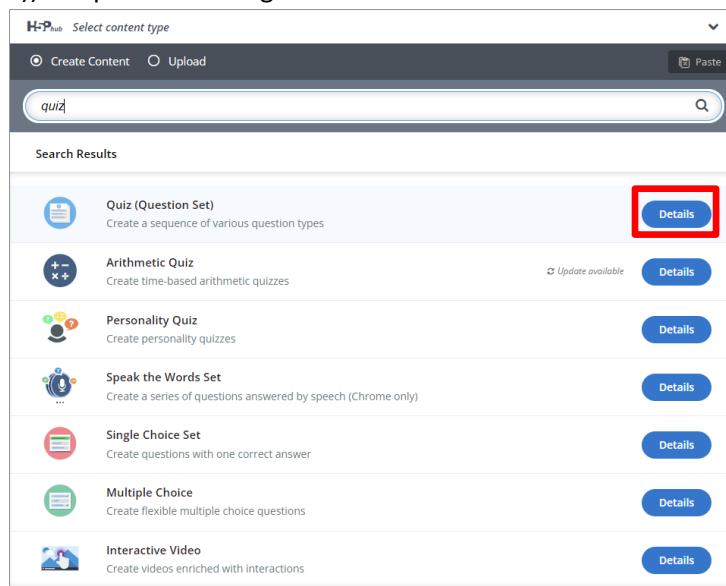 H5Phub Select content type
Create Content Upload Paste
quiz
Search Results
Quiz (Question Set)
Create a sequence of various question types
Details
Arithmetic Quiz
Create time-based arithmetic quizzes
Update available
Details
Personality Quiz
Create personality quizzes
Details
Speak the Words Set
Create a series of questions answered by speech (Chrome only)
Details
Single Choice Set
Create questions with one correct answer
Details
Multiple Choice
Create flexible multiple choice questions
Details
Interactive Video
Create videos enriched with interactions
Details